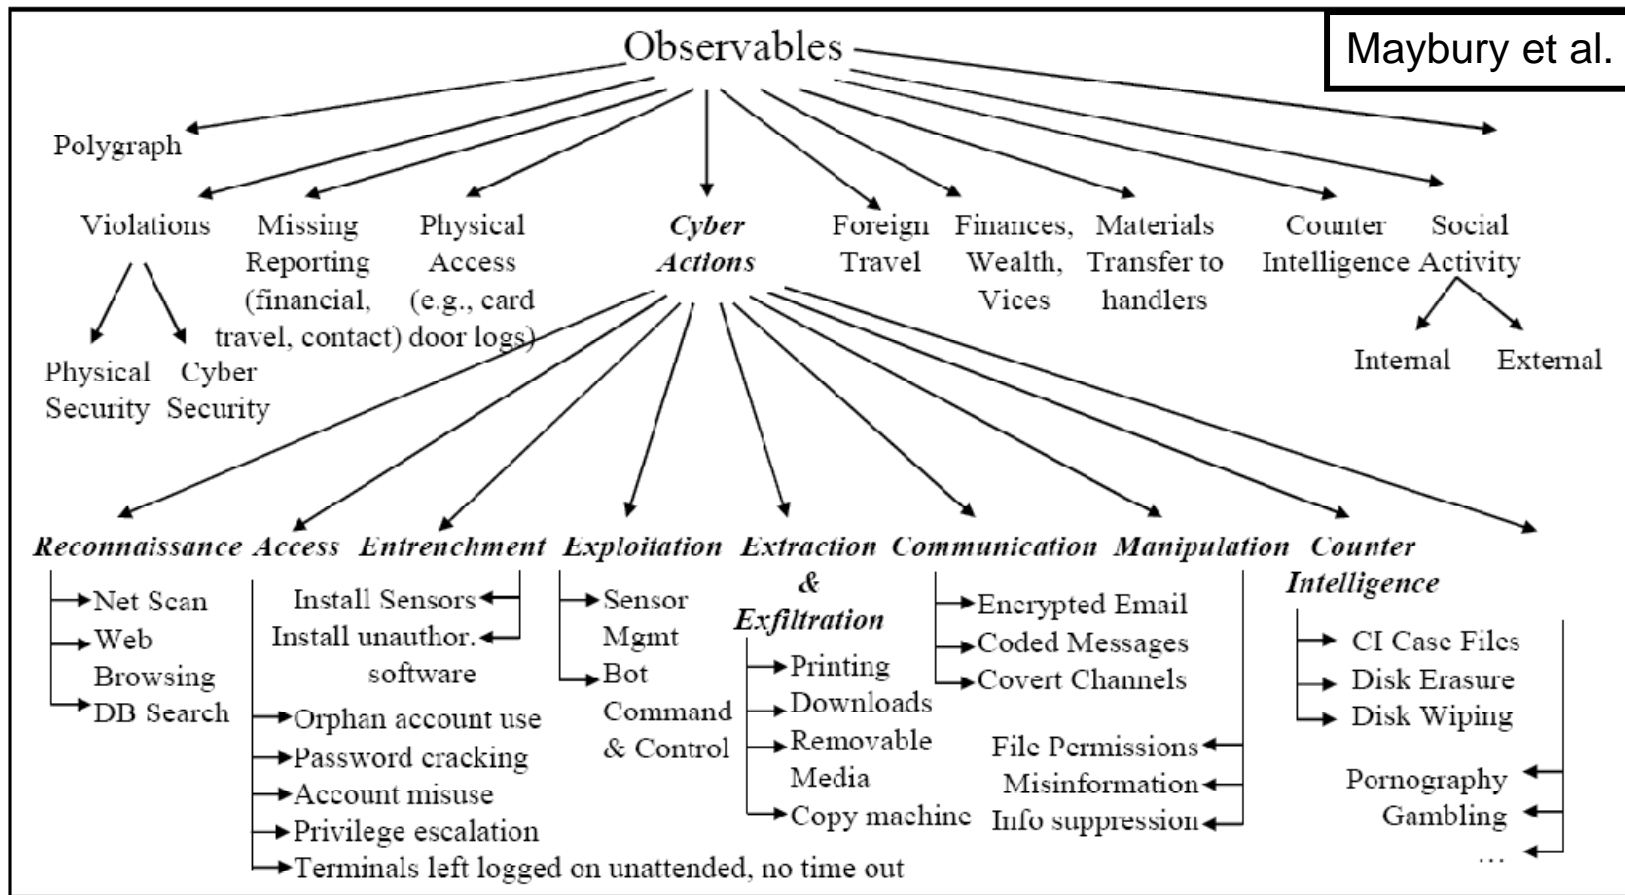 Observables
Maybury et al.
Polygraph
Violations
Missing
Reporting
(financial,
travel, contact)
Physical
Access
(e.g., card
door logs)
Cyber
Actions
Foreign
Travel
Finances,
Wealth,
Vices
Materials
Transfer to
handlers
Counter
Intelligence
Social
Activity
Physical
Security
Cyber
Security
Internal
External
Reconnaissance
Net Scan
Web
Browsing
DB Search
Access
Orphan account use
Password cracking
Account misuse
Privilege escalation
Terminals left logged on unattended, no time out
Entrenchment
Install Sensors
Install unauthor.
software
Exploitation
Sensor
Mgmt
Bot
Command
& Control
Extraction
&
Exfiltration
Printing
Downloads
Removable
Media
Copy machine
Communication
Encrypted Email
Coded Messages
Covert Channels
Manipulation
File Permissions
Misinformation
Info suppression
Counter
Intelligence
CI Case Files
Disk Erasure
Disk Wiping
Pornography
Gambling
…